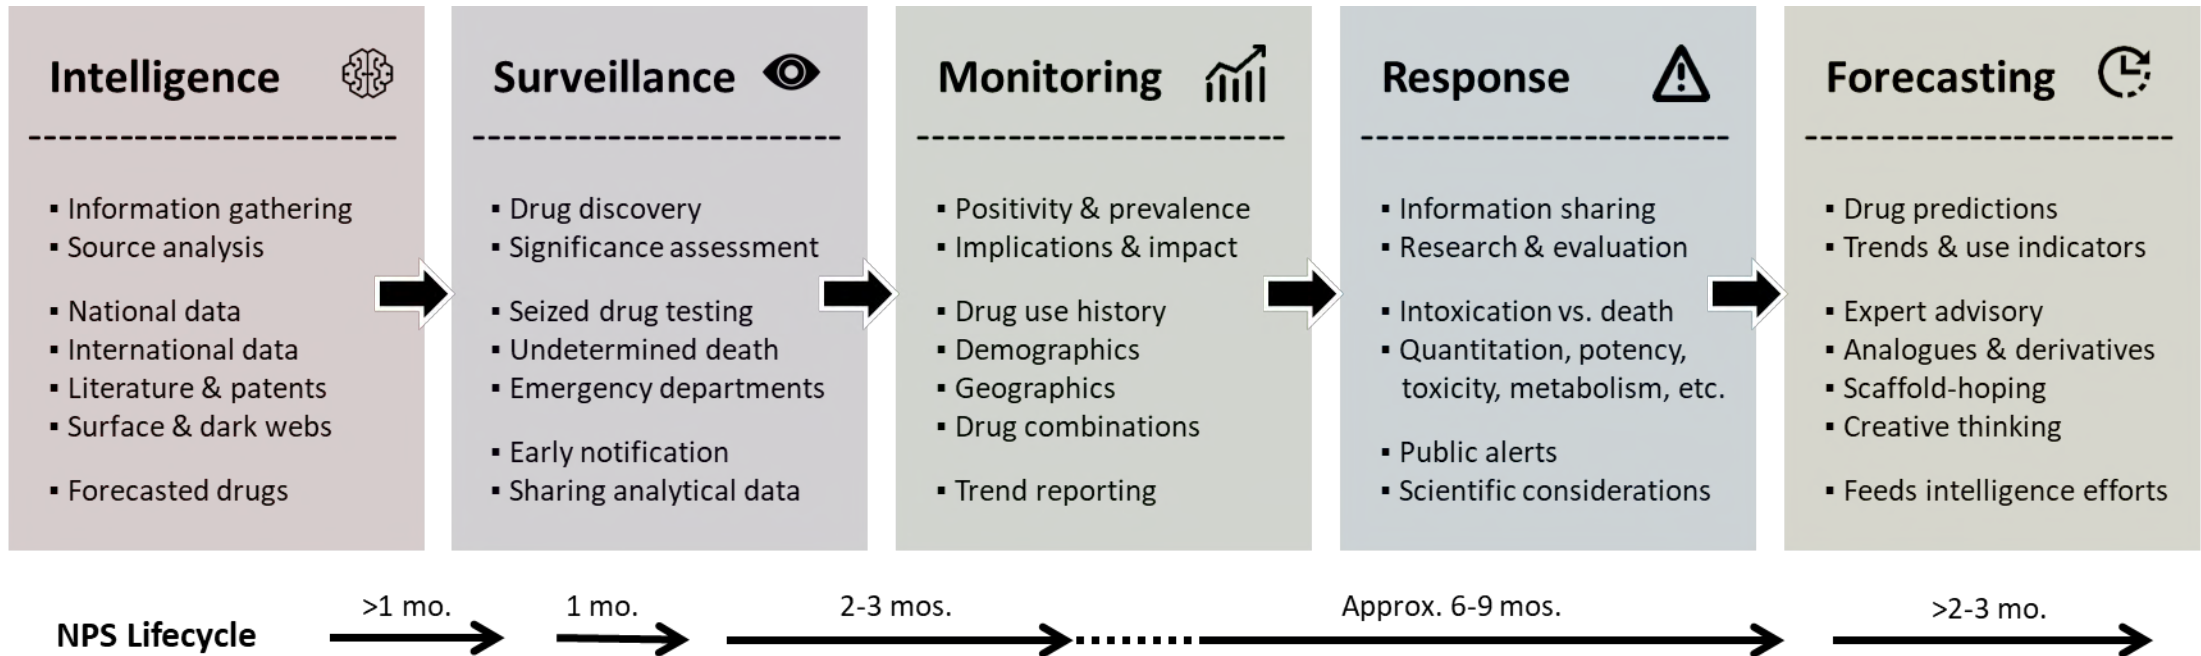 Intelligence
▪ Information gathering
▪ Source analysis
▪ National data
▪ International data
▪ Literature & patents
▪ Surface & dark webs
▪ Forecasted drugs
Surveillance
▪ Drug discovery
▪ Significance assessment
▪ Seized drug testing
▪ Undetermined death
▪ Emergency departments
▪ Early notification
▪ Sharing analytical data
Monitoring
▪ Positivity & prevalence
▪ Implications & impact
▪ Drug use history
▪ Demographics
▪ Geographics
▪ Drug combinations
▪ Trend reporting
Response
▪ Information sharing
▪ Research & evaluation
▪ Intoxication vs. death
▪ Quantitation, potency,
toxicity, metabolism, etc.
▪ Public alerts
▪ Scientific considerations
Forecasting
▪ Drug predictions
▪ Trends & use indicators
▪ Expert advisory
▪ Analogues & derivatives
▪ Scaffold-hoping
▪ Creative thinking
▪ Feeds intelligence efforts
NPS Lifecycle
>1 mo.
1 mo.
2-3 mos.
Approx. 6-9 mos.
>2-3 mo.